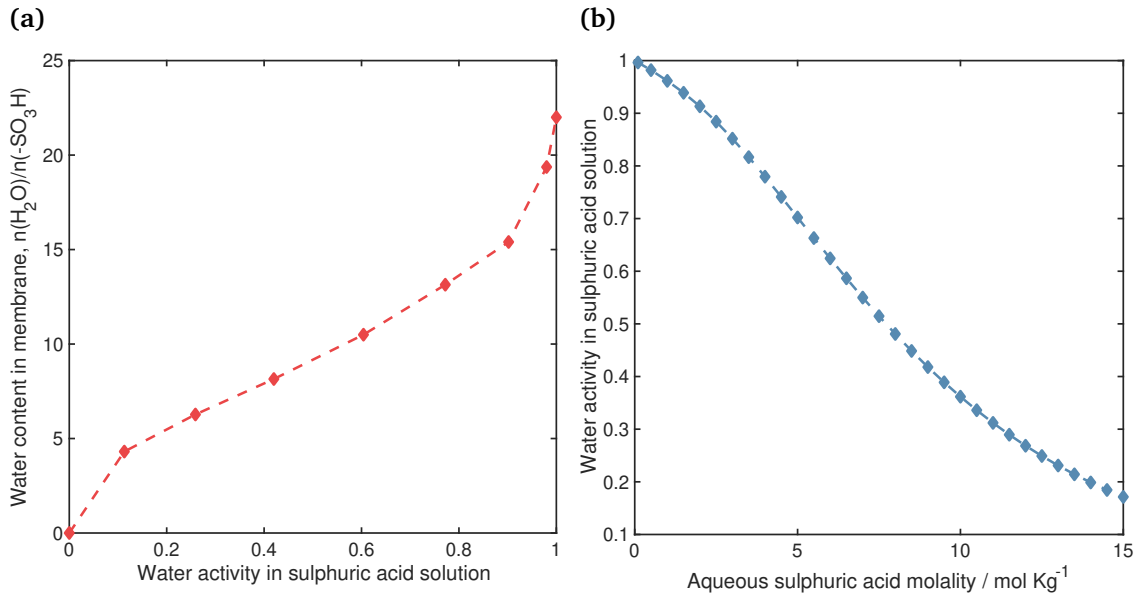 (a)
(b)
Water content in membrane, n(H2O)/n(-SO3H)
25
20
15
10
5
0
0 0.2 0.4 0.6 0.8 1
Water activity in sulphuric acid solution
Water activity in sulphuric acid solution
1
0.9
0.8
0.7
0.6
0.5
0.4
0.3
0.2
0.1
0 5 10 15
Aqueous sulphuric acid molality / mol Kg-1